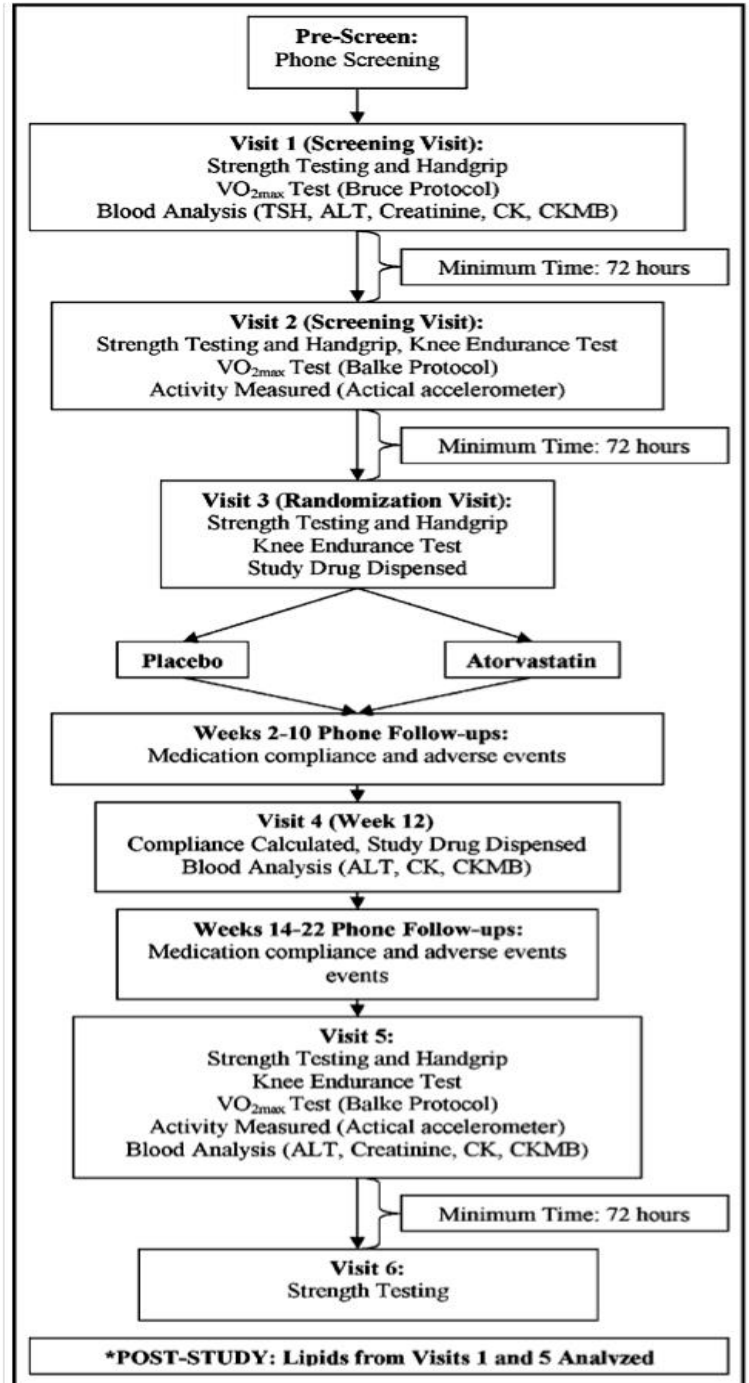 Pre-Screen:
Phone Screening
Visit 1 (Screening Visit):
Strength Testing and Handgrip
VO₂max Test (Bruce Protocol)
Blood Analysis (TSH, ALT, Creatinine, CK, CKMB)
Minimum Time: 72 hours
Visit 2 (Screening Visit):
Strength Testing and Handgrip, Knee Endurance Test
VO₂max Test (Balke Protocol)
Activity Measured (Actical accelerometer)
Minimum Time: 72 hours
Visit 3 (Randomization Visit):
Strength Testing and Handgrip
Knee Endurance Test
Study Drug Dispensed
Placebo
Atorvastatin
Weeks 2-10 Phone Follow-ups:
Medication compliance and adverse events
Visit 4 (Week 12)
Compliance Calculated, Study Drug Dispensed
Blood Analysis (ALT, CK, CKMB)
Weeks 14-22 Phone Follow-ups:
Medication compliance and adverse events
events
Visit 5:
Strength Testing and Handgrip
Knee Endurance Test
VO₂max Test (Balke Protocol)
Activity Measured (Actical accelerometer)
Blood Analysis (ALT, Creatinine, CK, CKMB)
Minimum Time: 72 hours
Visit 6:
Strength Testing
*POST-STUDY: Lipids from Visits 1 and 5 Analyzed